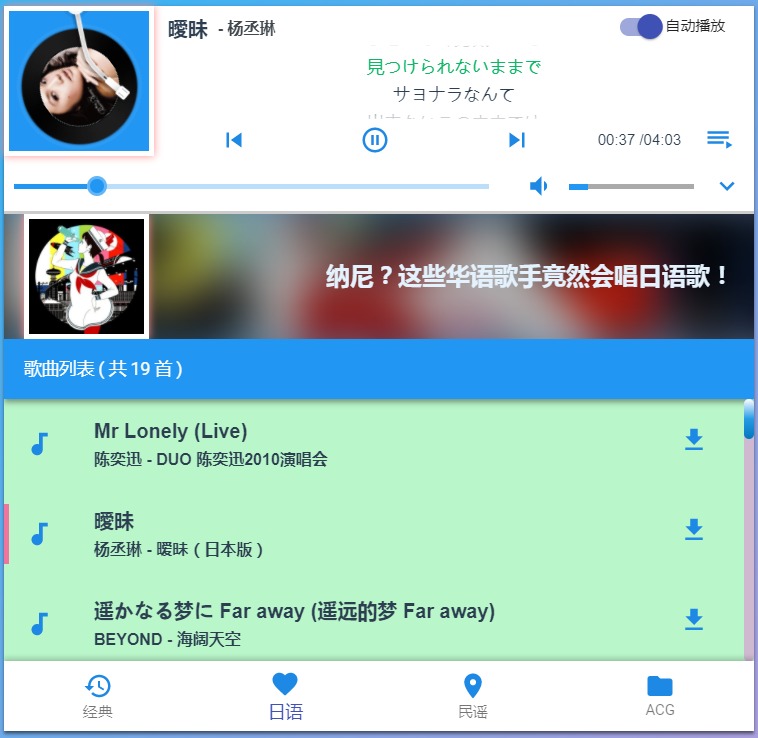 暧昧 - 杨丞琳
自动播放
見つけられないままで
サヨナラなんて
00:37 /04:03
纳尼？这些华语歌手竟然会唱日语歌！
歌曲列表 ( 共 19 首 )
Mr Lonely (Live)
陈奕迅 - DUO 陈奕迅2010演唱会
暧昧
杨丞琳 - 暧昧（日本版）
遥かなる梦に Far away (遥远的梦 Far away)
BEYOND - 海阔天空
经典
日语
民谣
ACG